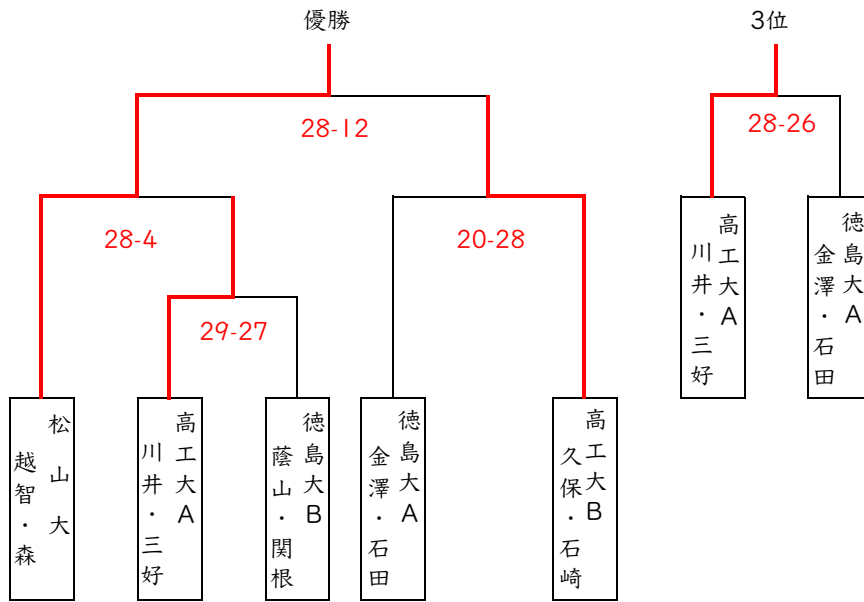 優勝
3位
28-12
28-26
28-4
20-28
29-27
高工大A
川井・三好
徳島大A
金澤・石田
松山大
越智・森
高工大A
川井・三好
徳島大B
蔭山・関根
徳島大A
金澤・石田
高工大B
久保・石崎